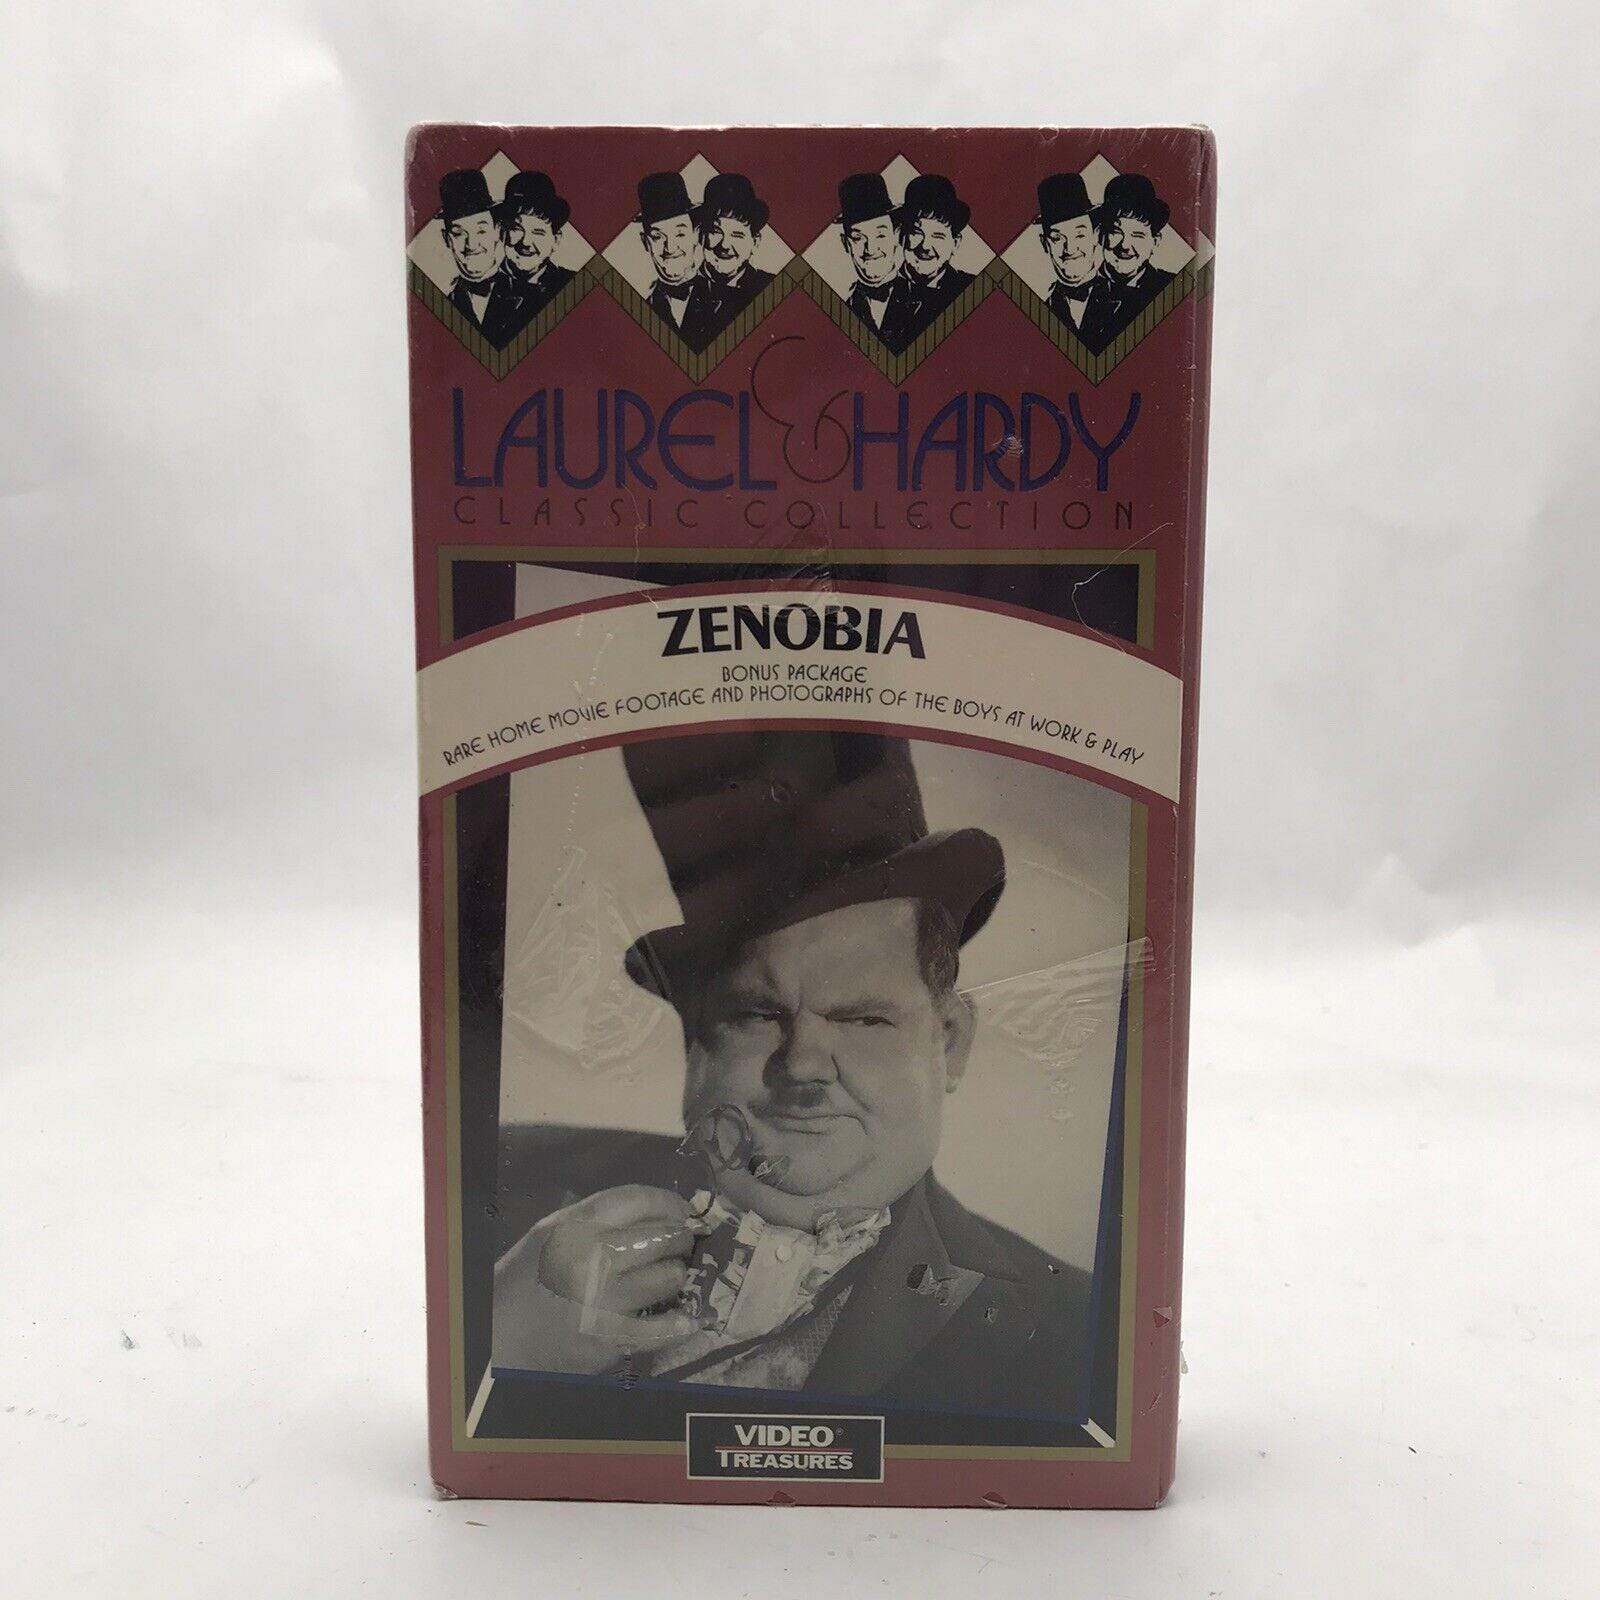 LAUREL & HARDY
CLASSIC COLLECTION
ZENOBIA
BONUS PACKAGE
RARE HOME MOVIE FOOTAGE AND PHOTOGRAPHS OF THE BOYS AT WORK & PLAY
VIDEO®
TREASURES